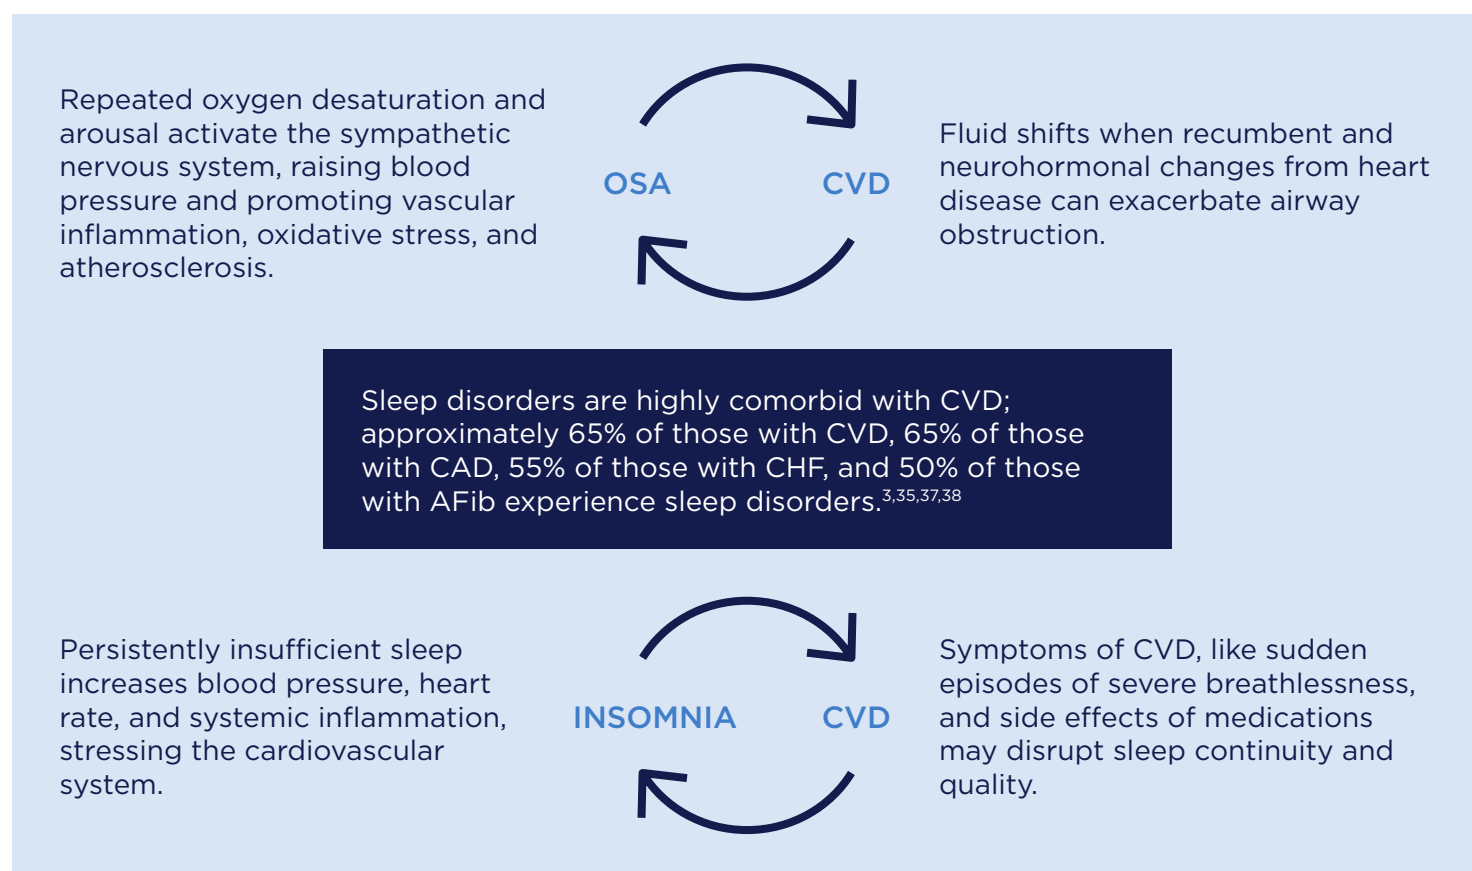 Repeated oxygen desaturation and
arousal activate the sympathetic
nervous system, raising blood
pressure and promoting vascular
inflammation, oxidative stress, and
atherosclerosis.
OSA
CVD
Fluid shifts when recumbent and
neurohormonal changes from heart
disease can exacerbate airway
obstruction.
Sleep disorders are highly comorbid with CVD;
approximately 65% of those with CVD, 65% of those
with CAD, 55% of those with CHF, and 50% of those
with AFib experience sleep disorders.3,35,37,38
Persistently insufficient sleep
increases blood pressure, heart
rate, and systemic inflammation,
stressing the cardiovascular
system.
INSOMNIA
CVD
Symptoms of CVD, like sudden
episodes of severe breathlessness,
and side effects of medications
may disrupt sleep continuity and
quality.